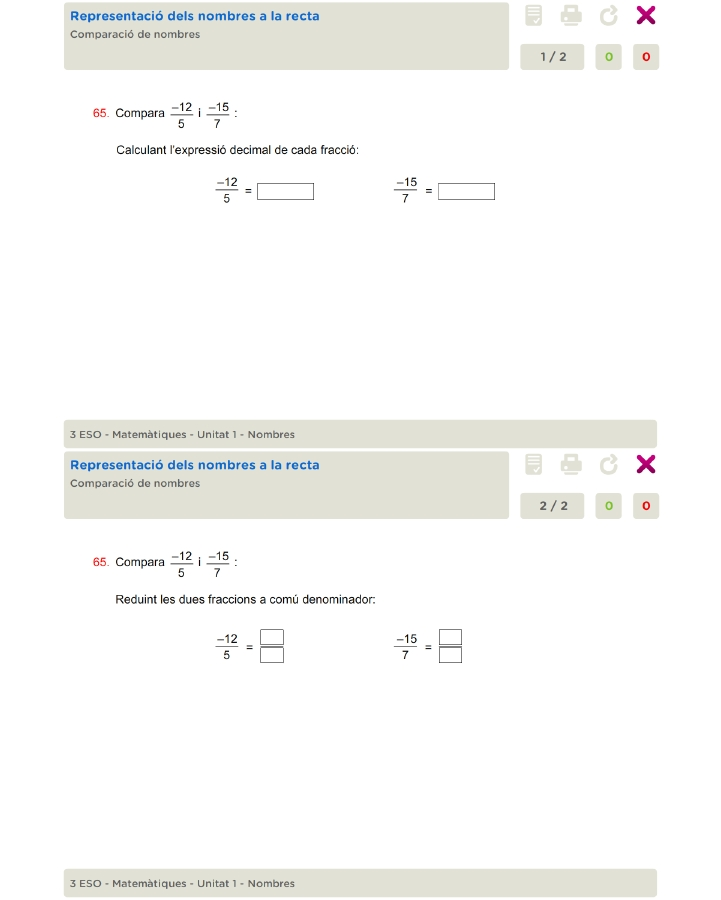 Representació dels nombres a la recta
Comparació de nombres
1 / 2 0 0
65. Compara −12/5 i −15/7 :
Calculant l'expressió decimal de cada fracció:
−12/5 = −15/7 =
3 ESO - Matemàtiques - Unitat 1 - Nombres
Representació dels nombres a la recta
Comparació de nombres
2 / 2 0 0
65. Compara −12/5 i −15/7 :
Reduint les dues fraccions a comú denominador:
−12/5 = −15/7 =
3 ESO - Matemàtiques - Unitat 1 - Nombres